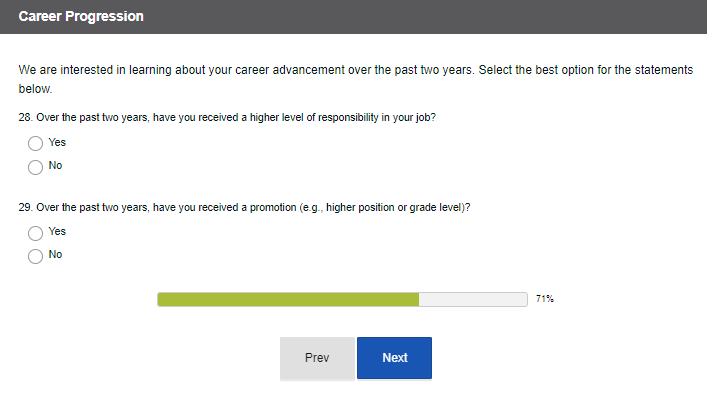 Career Progression
We are interested in learning about your career advancement over the past two years. Select the best option for the statements
below.
28. Over the past two years, have you received a higher level of responsibility in your job?
Yes
No
29. Over the past two years, have you received a promotion (e.g., higher position or grade level)?
Yes
No
71%
Prev
Next